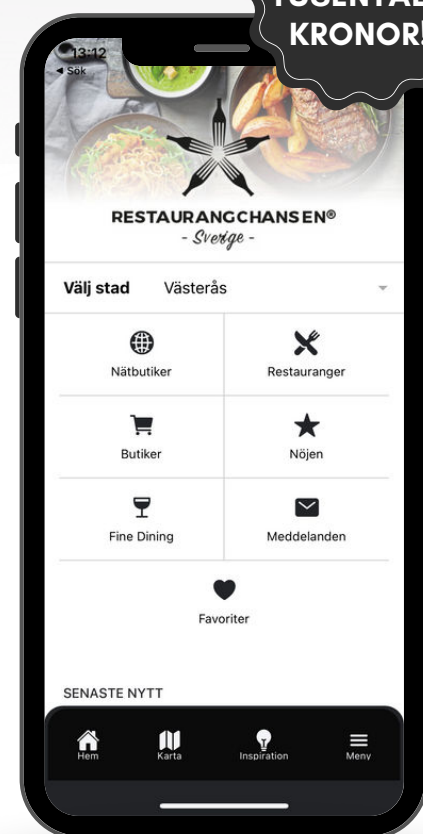 KRONOR!
13:12
◀ Sök
RESTAURANGCHANSEN®
- Sverige -
Välj stad Västerås
Nätbutiker Restauranger
Butiker Nöjen
Fine Dining Meddelanden
Favoriter
SENASTE NYTT
Hem Karta Inspiration Meny